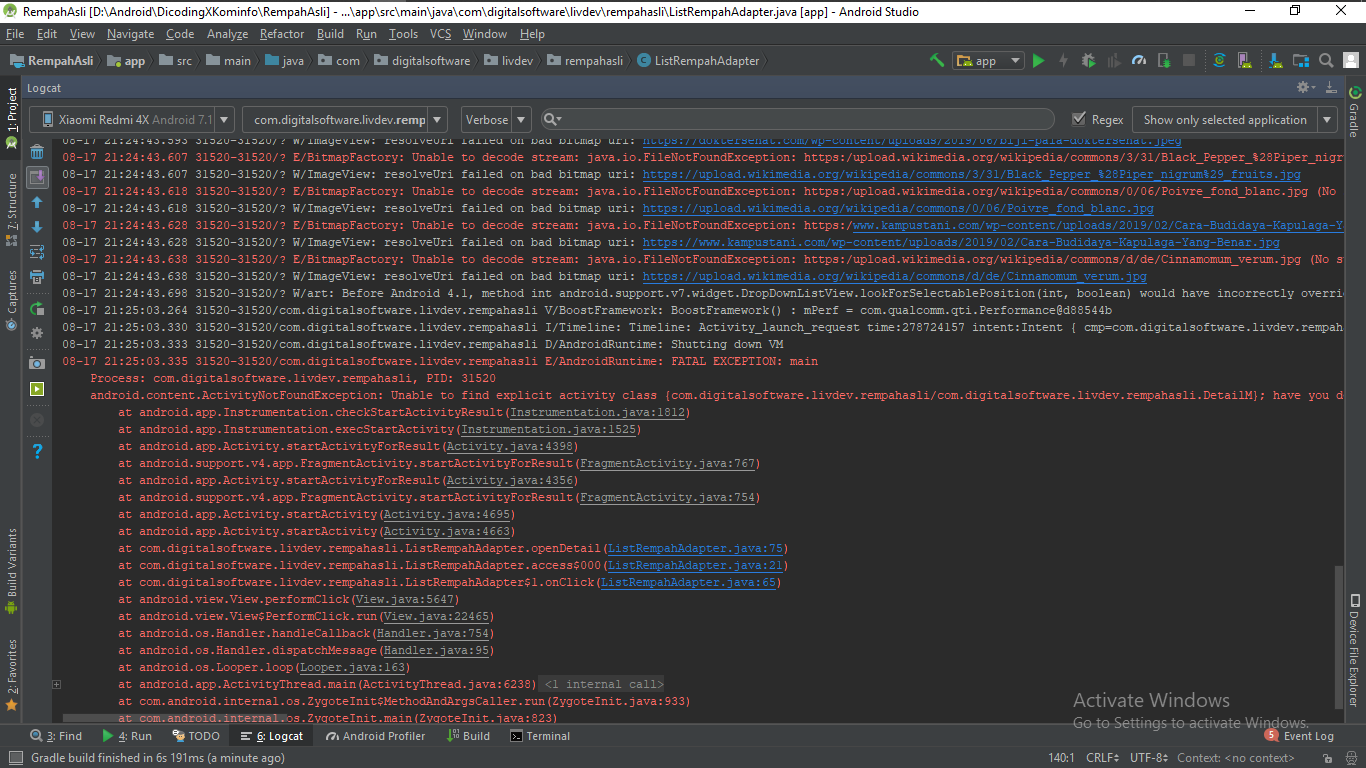 RempahAsli [D:\Android\DicodingXKominfo\RempahAsli] - ...\app\src\main\java\com\digitalsoftware\livdev\rempahasli\ListRempahAdapter.java [app] - Android Studio
File Edit View Navigate Code Analyze Refactor Build Run Tools VCS Window Help
RempahAsli app src main java com digitalsoftware livdev rempahasli ListRempahAdapter app
Logcat
Xiaomi Redmi 4X Android 7.1 com.digitalsoftware.livdev.remp Verbose Regex Show only selected application
08-17 21:24:43.593 31520-31520/? W/ImageView: resolveUri failed on bad bitmap uri: https://doktersehat.com/wp-content/uploads/2019/06/biji-pala-doktersehat.jpeg
08-17 21:24:43.607 31520-31520/? E/BitmapFactory: Unable to decode stream: java.io.FileNotFoundException: https:/upload.wikimedia.org/wikipedia/commons/3/31/Black_Pepper_%28Piper_nigr
08-17 21:24:43.607 31520-31520/? W/ImageView: resolveUri failed on bad bitmap uri: https://upload.wikimedia.org/wikipedia/commons/3/31/Black_Pepper_%28Piper_nigrum%29_fruits.jpg
08-17 21:24:43.618 31520-31520/? E/BitmapFactory: Unable to decode stream: java.io.FileNotFoundException: https:/upload.wikimedia.org/wikipedia/commons/0/06/Poivre_fond_blanc.jpg (No
08-17 21:24:43.618 31520-31520/? W/ImageView: resolveUri failed on bad bitmap uri: https://upload.wikimedia.org/wikipedia/commons/0/06/Poivre_fond_blanc.jpg
08-17 21:24:43.628 31520-31520/? E/BitmapFactory: Unable to decode stream: java.io.FileNotFoundException: https:/www.kampustani.com/wp-content/uploads/2019/02/Cara-Budidaya-Kapulaga-Y
08-17 21:24:43.628 31520-31520/? W/ImageView: resolveUri failed on bad bitmap uri: https://www.kampustani.com/wp-content/uploads/2019/02/Cara-Budidaya-Kapulaga-Yang-Benar.jpg
08-17 21:24:43.638 31520-31520/? E/BitmapFactory: Unable to decode stream: java.io.FileNotFoundException: https:/upload.wikimedia.org/wikipedia/commons/d/de/Cinnamomum_verum.jpg (No s
08-17 21:24:43.638 31520-31520/? W/ImageView: resolveUri failed on bad bitmap uri: https://upload.wikimedia.org/wikipedia/commons/d/de/Cinnamomum_verum.jpg
08-17 21:24:43.698 31520-31520/? W/art: Before Android 4.1, method int android.support.v7.widget.DropDownListView.lookForSelectablePosition(int, boolean) would have incorrectly overri
08-17 21:25:03.264 31520-31520/com.digitalsoftware.livdev.rempahasli V/BoostFramework: BoostFramework() : mPerf = com.qualcomm.qti.Performance@d88544b
08-17 21:25:03.330 31520-31520/com.digitalsoftware.livdev.rempahasli I/Timeline: Timeline: Activity_launch_request time:278724157 intent:Intent { cmp=com.digitalsoftware.livdev.rempah
08-17 21:25:03.333 31520-31520/com.digitalsoftware.livdev.rempahasli D/AndroidRuntime: Shutting down VM
08-17 21:25:03.335 31520-31520/com.digitalsoftware.livdev.rempahasli E/AndroidRuntime: FATAL EXCEPTION: main
Process: com.digitalsoftware.livdev.rempahasli, PID: 31520
android.content.ActivityNotFoundException: Unable to find explicit activity class {com.digitalsoftware.livdev.rempahasli/com.digitalsoftware.livdev.rempahasli.DetailM}; have you d
at android.app.Instrumentation.checkStartActivityResult(Instrumentation.java:1812)
at android.app.Instrumentation.execStartActivity(Instrumentation.java:1525)
at android.app.Activity.startActivityForResult(Activity.java:4398)
at android.support.v4.app.FragmentActivity.startActivityForResult(FragmentActivity.java:767)
at android.app.Activity.startActivityForResult(Activity.java:4356)
at android.support.v4.app.FragmentActivity.startActivityForResult(FragmentActivity.java:754)
at android.app.Activity.startActivity(Activity.java:4695)
at android.app.Activity.startActivity(Activity.java:4663)
at com.digitalsoftware.livdev.rempahasli.ListRempahAdapter.openDetail(ListRempahAdapter.java:75)
at com.digitalsoftware.livdev.rempahasli.ListRempahAdapter.access$000(ListRempahAdapter.java:21)
at com.digitalsoftware.livdev.rempahasli.ListRempahAdapter$1.onClick(ListRempahAdapter.java:65)
at android.view.View.performClick(View.java:5647)
at android.view.View$PerformClick.run(View.java:22465)
at android.os.Handler.handleCallback(Handler.java:754)
at android.os.Handler.dispatchMessage(Handler.java:95)
at android.os.Looper.loop(Looper.java:163)
at android.app.ActivityThread.main(ActivityThread.java:6238) <1 internal call>
at com.android.internal.os.ZygoteInit$MethodAndArgsCaller.run(ZygoteInit.java:933)
at com.android.internal.os.ZygoteInit.main(ZygoteInit.java:823)
1: Project
7: Structure
Captures
Build Variants
2: Favorites
Gradle
Device File Explorer
Activate Windows
Go to Settings to activate Windows.
3: Find 4: Run TODO 6: Logcat Android Profiler Build Terminal 5 Event Log
Gradle build finished in 6s 191ms (a minute ago) 140:1 CRLF UTF-8 Context: <no context>